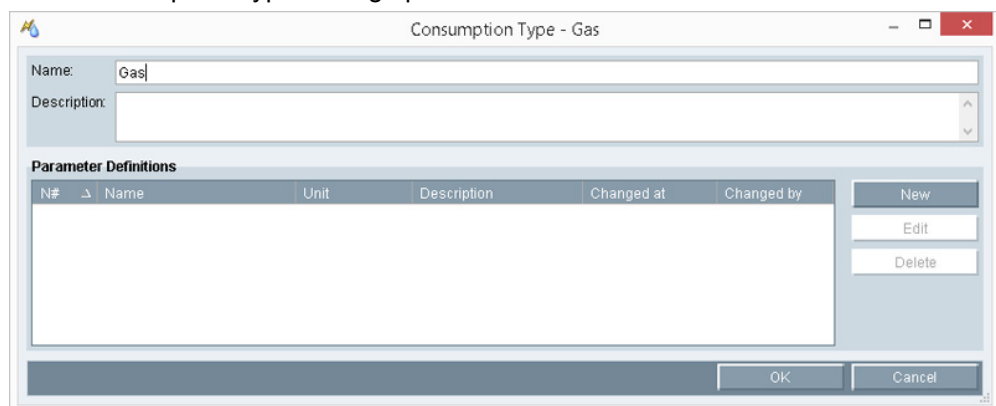 Consumption Type - Gas
Name: Gas
Description:
Parameter Definitions
N# Name Unit Description Changed at Changed by
New
Edit
Delete
OK Cancel